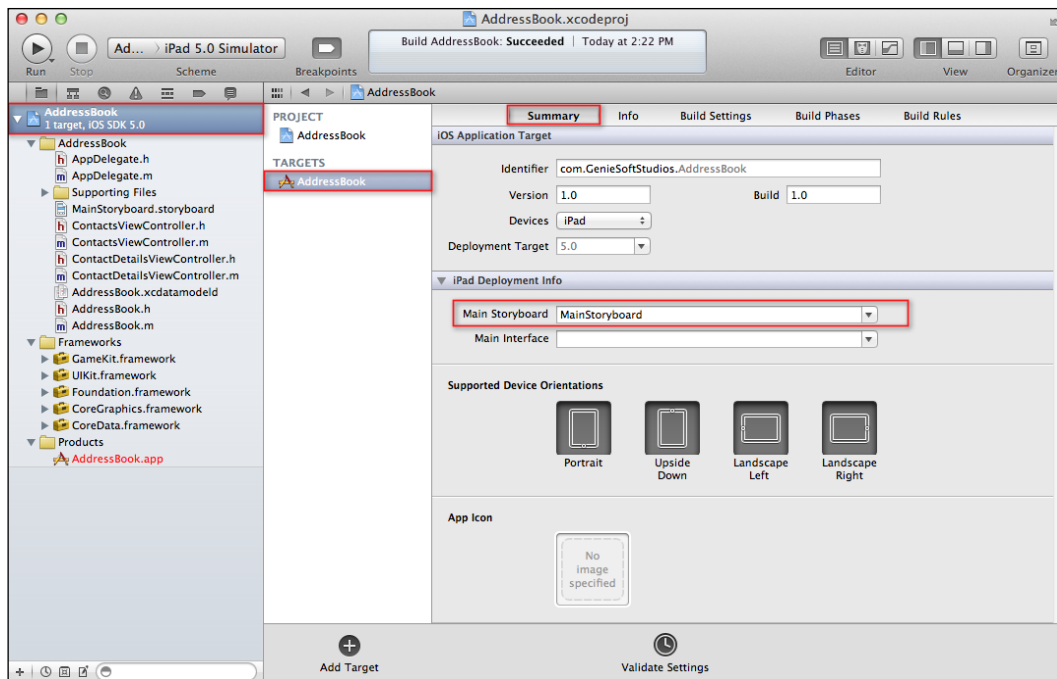 AddressBook.xcodeproj
Ad... iPad 5.0 Simulator
Build AddressBook: Succeeded | Today at 2:22 PM
Run Stop Scheme Breakpoints Editor View Organizer
AddressBook
1 target, iOS SDK 5.0
AddressBook
AppDelegate.h
AppDelegate.m
Supporting Files
MainStoryboard.storyboard
ContactsViewController.h
ContactsViewController.m
ContactDetailsViewController.h
ContactDetailsViewController.m
AddressBook.xcdatamodeld
AddressBook.h
AddressBook.m
Frameworks
GameKit.framework
UIKit.framework
Foundation.framework
CoreGraphics.framework
CoreData.framework
Products
AddressBook.app
AddressBook
PROJECT
AddressBook
TARGETS
AddressBook
Summary Info Build Settings Build Phases Build Rules
iOS Application Target
Identifier com.GenieSoftStudios.AddressBook
Version 1.0 Build 1.0
Devices iPad
Deployment Target 5.0
iPad Deployment Info
Main Storyboard MainStoryboard
Main Interface
Supported Device Orientations
Portrait
Upside Down
Landscape Left
Landscape Right
App Icon
No image specified
Add Target Validate Settings